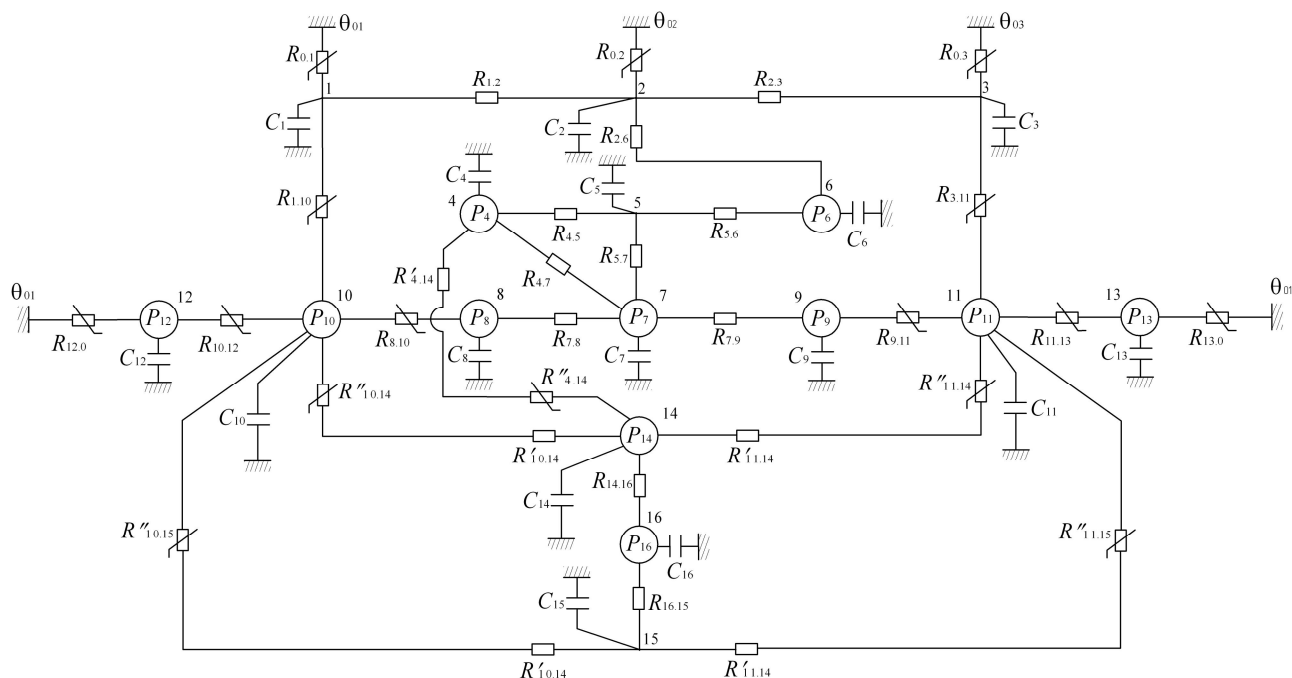 θ01 θ02 θ03
R0.1 R0.2 R0.3
1 R1.2 2 R2.3 3
C1 C2 R2.6 C3
C4 C5 6
R1.10 4 P4 R4.5 5 R5.6 P6 C6 R3.11
R′4.14 R4.7 R5.7
θ01 12 10 8 7 9 11 13 θ01
P12 P10 P8 P7 P9 P11 P13
R12.0 R10.12 R8.10 R7.8 R7.9 R9.11 R11.13 R13.0
C12 C8 C7 C9 C13
R″10.14 R″4.14 R″11.14
C10 14 C11
P14
R′10.14 R′11.14
C14 R14.16
16
R″10.15 P16 R″11.15
C16
C15 R16.15
15
R′10.14 R′11.14